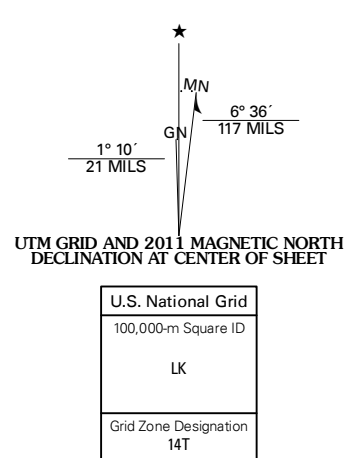 ★
MN
6° 36´
117 MILS
GN
1° 10´
21 MILS
UTM GRID AND 2011 MAGNETIC NORTH
DECLINATION AT CENTER OF SHEET
U.S. National Grid
100,000-m Square ID
LK
Grid Zone Designation
14T